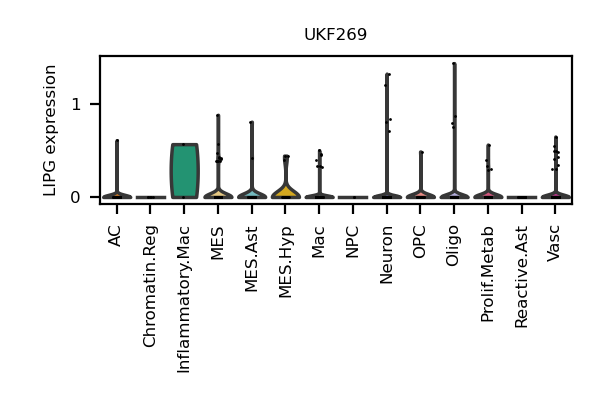 UKF269
LIPG expression
1
0
AC
Chromatin.Reg
Inflammatory.Mac
MES
MES.Ast
MES.Hyp
Mac
NPC
Neuron
OPC
Oligo
Prolif.Metab
Reactive.Ast
Vasc